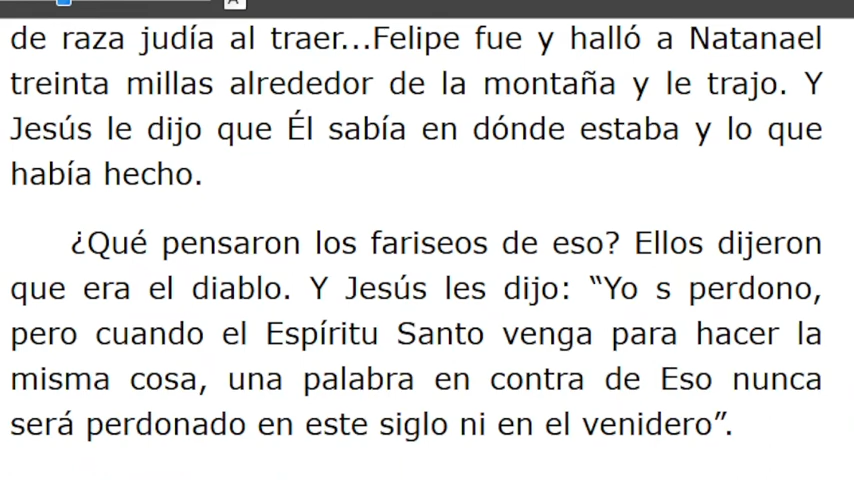 de raza judía al traer...Felipe fue y halló a Natanael
treinta millas alrededor de la montaña y le trajo. Y
Jesús le dijo que Él sabía en dónde estaba y lo que
había hecho.
¿Qué pensaron los fariseos de eso? Ellos dijeron
que era el diablo. Y Jesús les dijo: “Yo s perdono,
pero cuando el Espíritu Santo venga para hacer la
misma cosa, una palabra en contra de Eso nunca
será perdonado en este siglo ni en el venidero”.